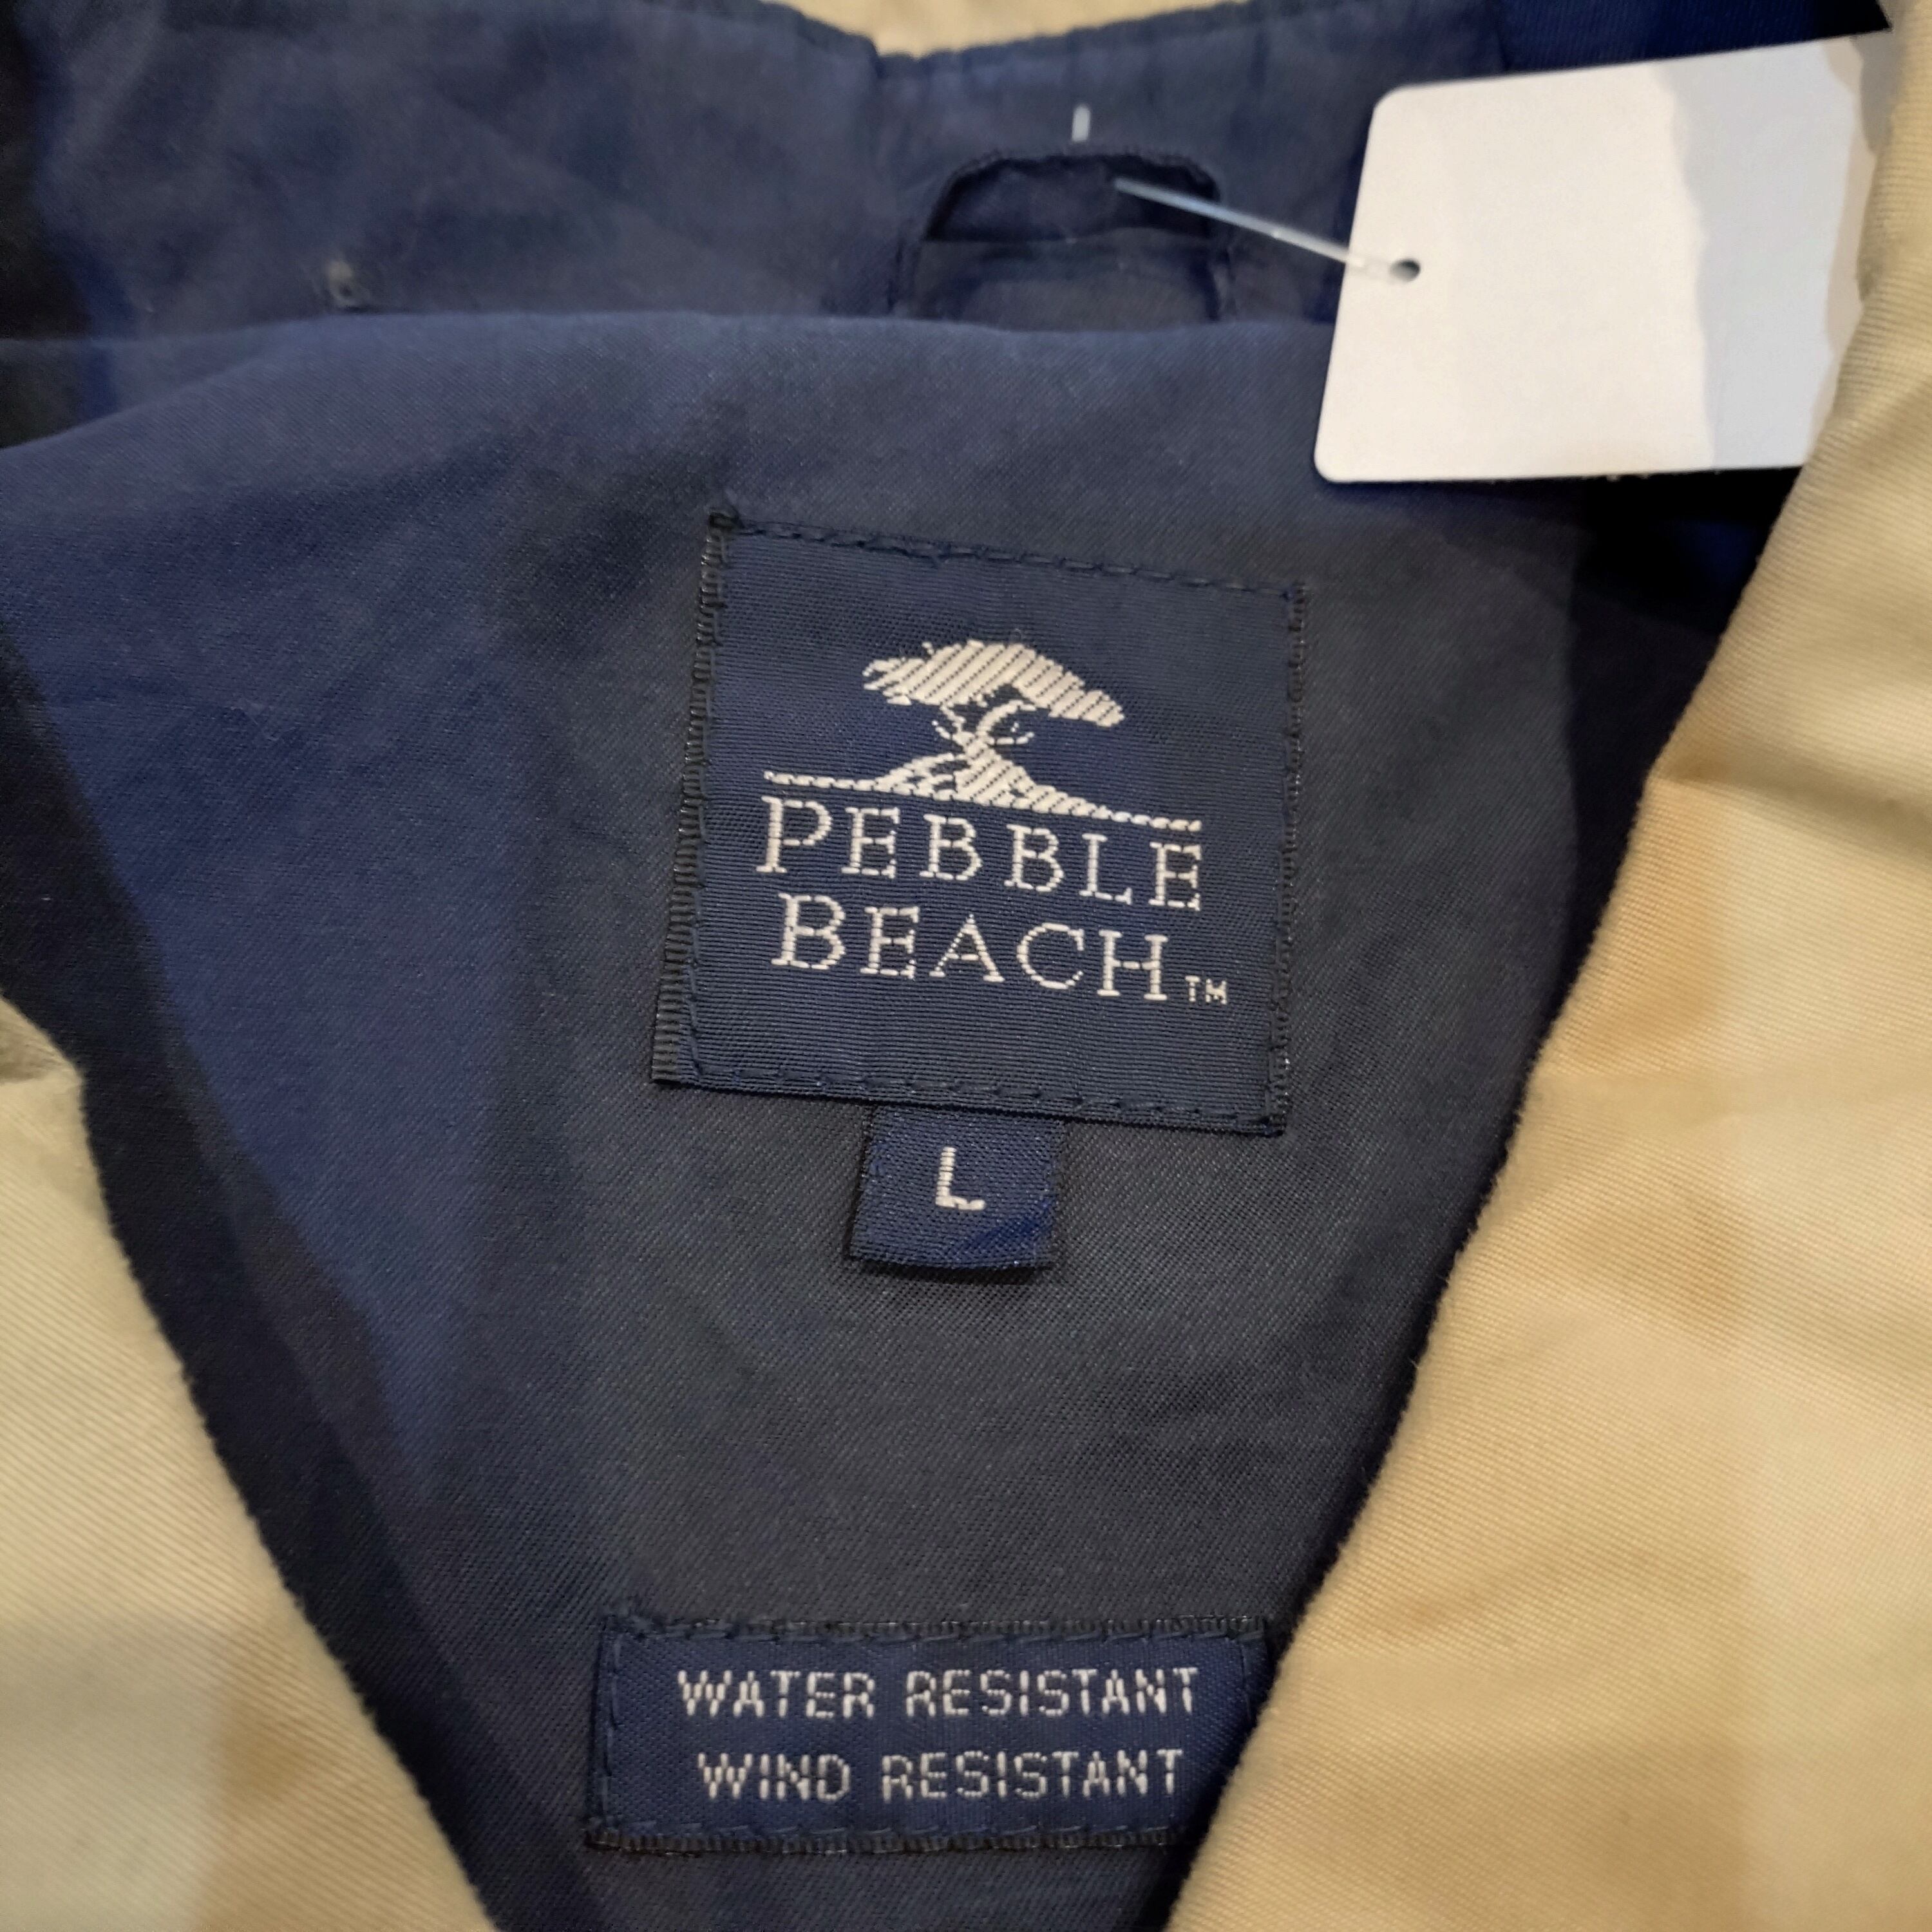 PEBBLE
BEACH™
L
WATER RESISTANT
WIND RESISTANT